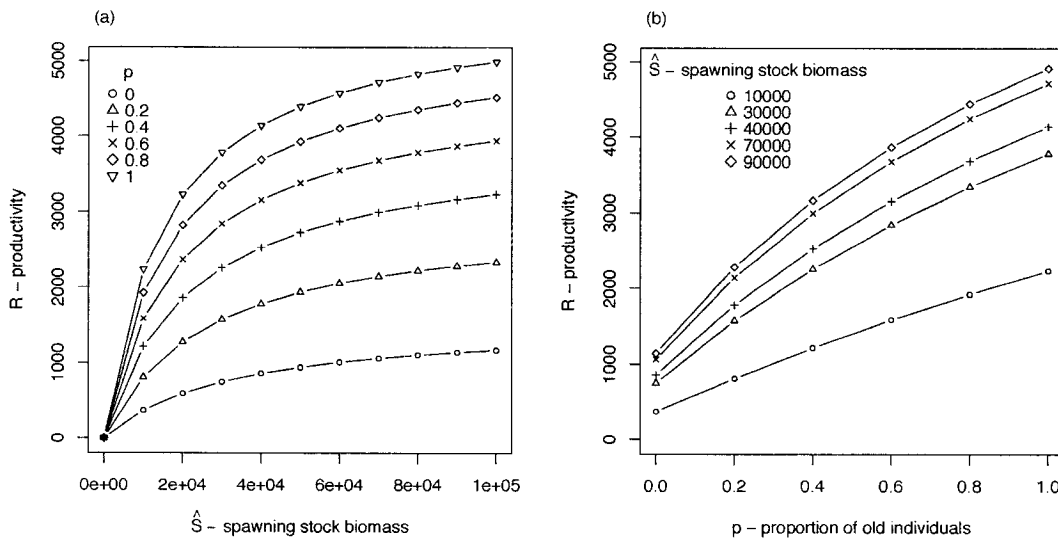 (a)
p
0
0.2
0.4
0.6
0.8
1
R – productivity
0
1000
2000
3000
4000
5000
0e+00
2e+04
4e+04
6e+04
8e+04
1e+05
Ŝ – spawning stock biomass
(b)
Ŝ – spawning stock biomass
10000
30000
40000
70000
90000
R – productivity
0
1000
2000
3000
4000
5000
0.0
0.2
0.4
0.6
0.8
1.0
p – proportion of old individuals